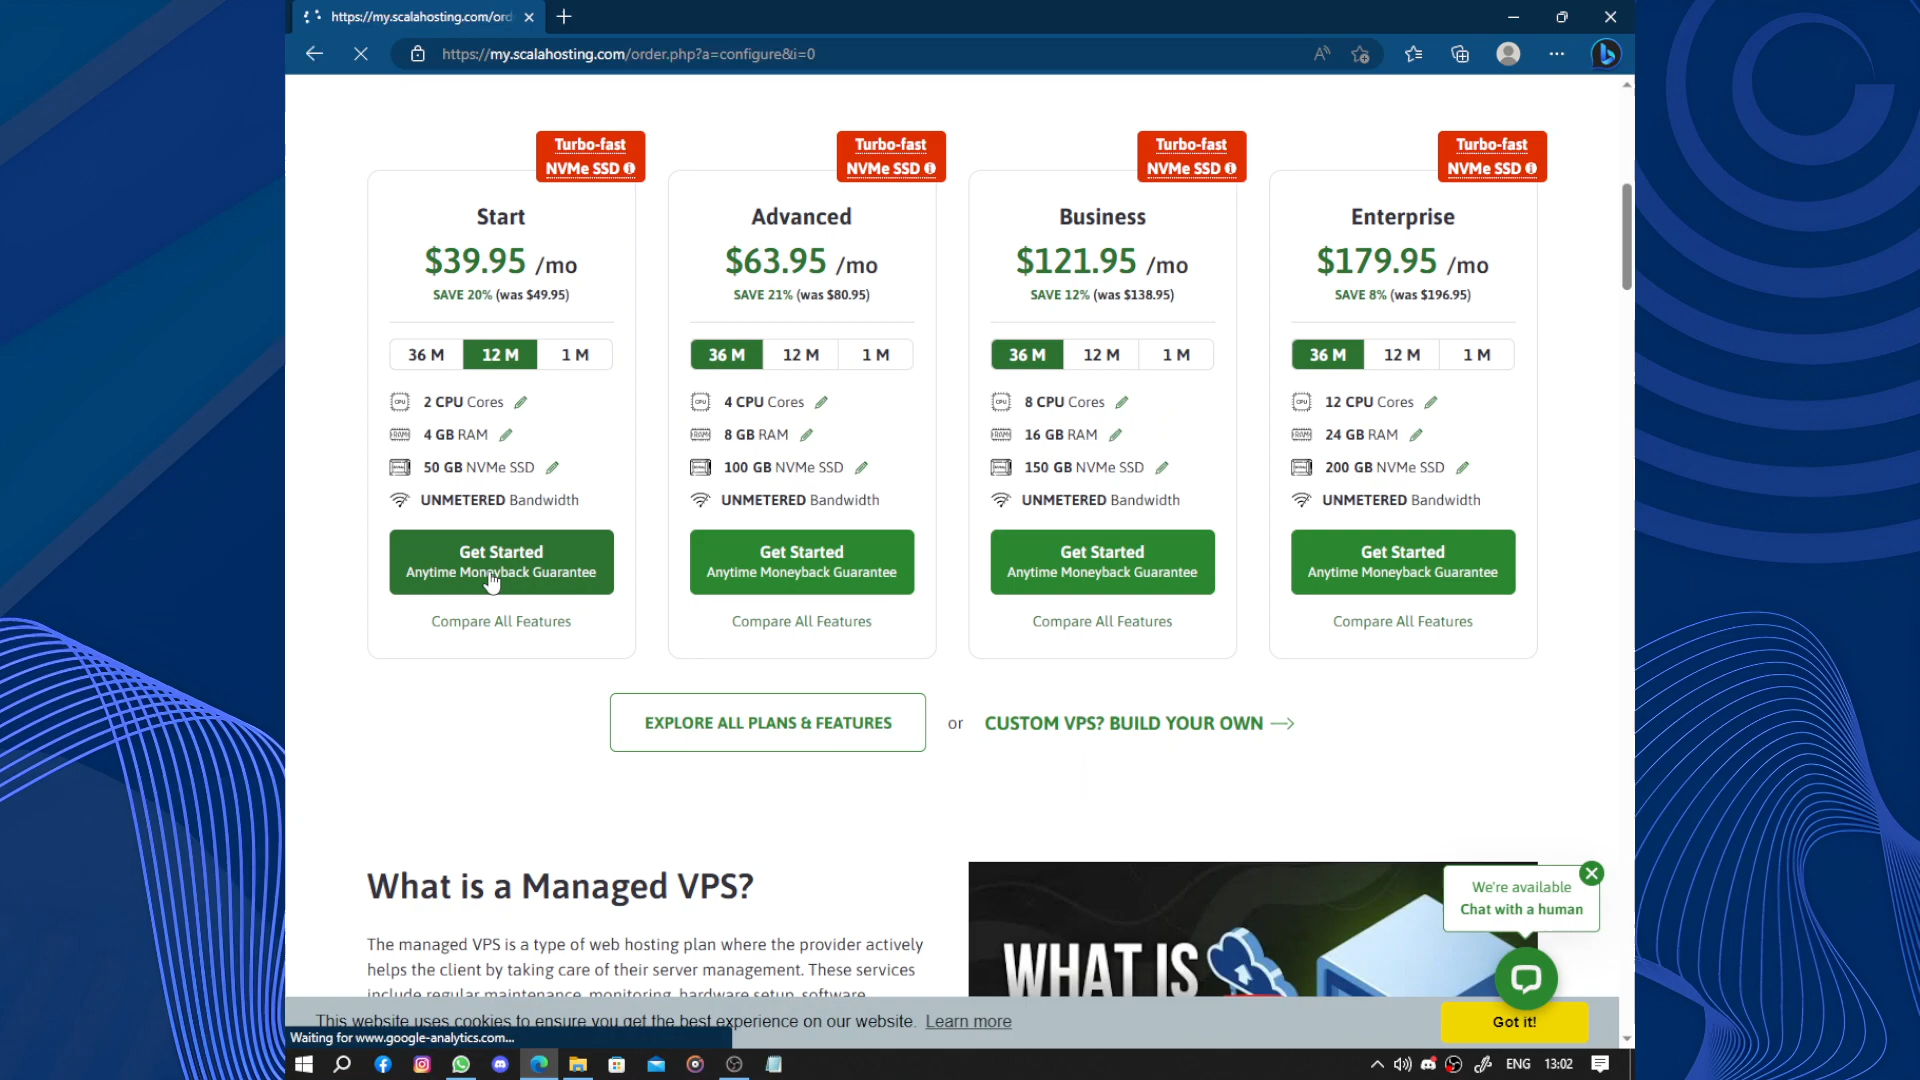 https://my.scalahosting.com/ord
https://my.scalahosting.com/order.php?a=configure&i=0
Turbo-fast
NVMe SSD
Start
$39.95 /mo
SAVE 20% (was $49.95)
36 M 12 M 1 M
2 CPU Cores
4 GB RAM
50 GB NVMe SSD
UNMETERED Bandwidth
Get Started
Anytime Moneyback Guarantee
Compare All Features
Turbo-fast
NVMe SSD
Advanced
$63.95 /mo
SAVE 21% (was $80.95)
36 M 12 M 1 M
4 CPU Cores
8 GB RAM
100 GB NVMe SSD
UNMETERED Bandwidth
Get Started
Anytime Moneyback Guarantee
Compare All Features
Turbo-fast
NVMe SSD
Business
$121.95 /mo
SAVE 12% (was $138.95)
36 M 12 M 1 M
8 CPU Cores
16 GB RAM
150 GB NVMe SSD
UNMETERED Bandwidth
Get Started
Anytime Moneyback Guarantee
Compare All Features
Turbo-fast
NVMe SSD
Enterprise
$179.95 /mo
SAVE 8% (was $196.95)
36 M 12 M 1 M
12 CPU Cores
24 GB RAM
200 GB NVMe SSD
UNMETERED Bandwidth
Get Started
Anytime Moneyback Guarantee
Compare All Features
EXPLORE ALL PLANS & FEATURES or CUSTOM VPS? BUILD YOUR OWN
What is a Managed VPS?
The managed VPS is a type of web hosting plan where the provider actively
helps the client by taking care of their server management. These services
include regular maintenance, monitoring, hardware setup, software
WHAT IS
We're available
Chat with a human
This website uses cookies to ensure you get the best experience on our website. Learn more
Got it!
Waiting for www.google-analytics.com...
ENG 13:02